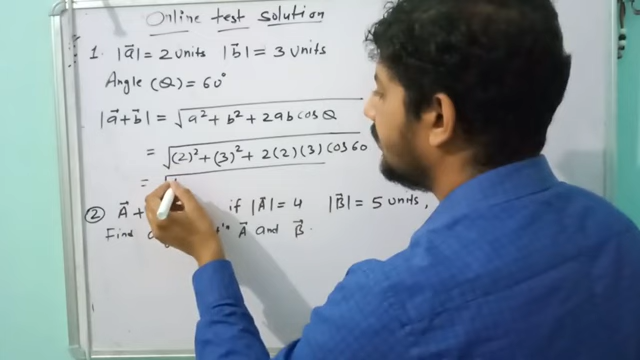 Online test solution
1. |a⃗| = 2 units |b⃗| = 3 units
Angle (Q) = 60°
|a⃗+b⃗| = √a² + b² + 2ab cos Q
= √(2)² + (3)² + 2(2)(3) cos 60
= √
② A⃗ + if |A⃗| = 4 |B⃗| = 5 units,
Find A⃗ and B⃗.